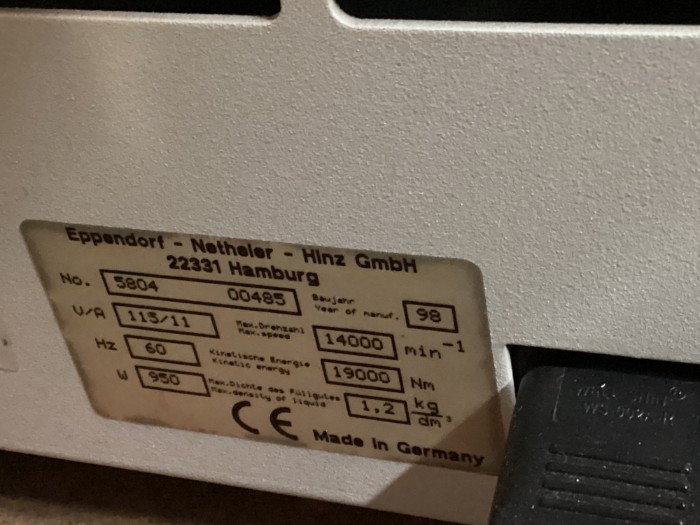 Eppendorf - Netheler - Hinz GmbH
22331 Hamburg
No. 5804 00485 Baujahr Year of manuf. 98
V/A 115/11 Max.Drehzahl Max.speed 14000 min⁻¹
Hz 60 Kinetische Energie Kinetic energy 19000 Nm
W 950 Max.Dichte des Füllgutes Max.density of liquid 1,2 kg/dm³
CE Made in Germany